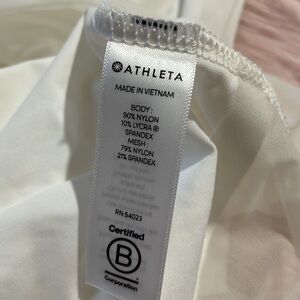 ATHLETA
MADE IN VIETNAM
BODY:
90% NYLON
10% LYCRA ®
SPANDEX
MESH:
79% NYLON
21% SPANDEX
RN 54023
Certified
B
Corporation